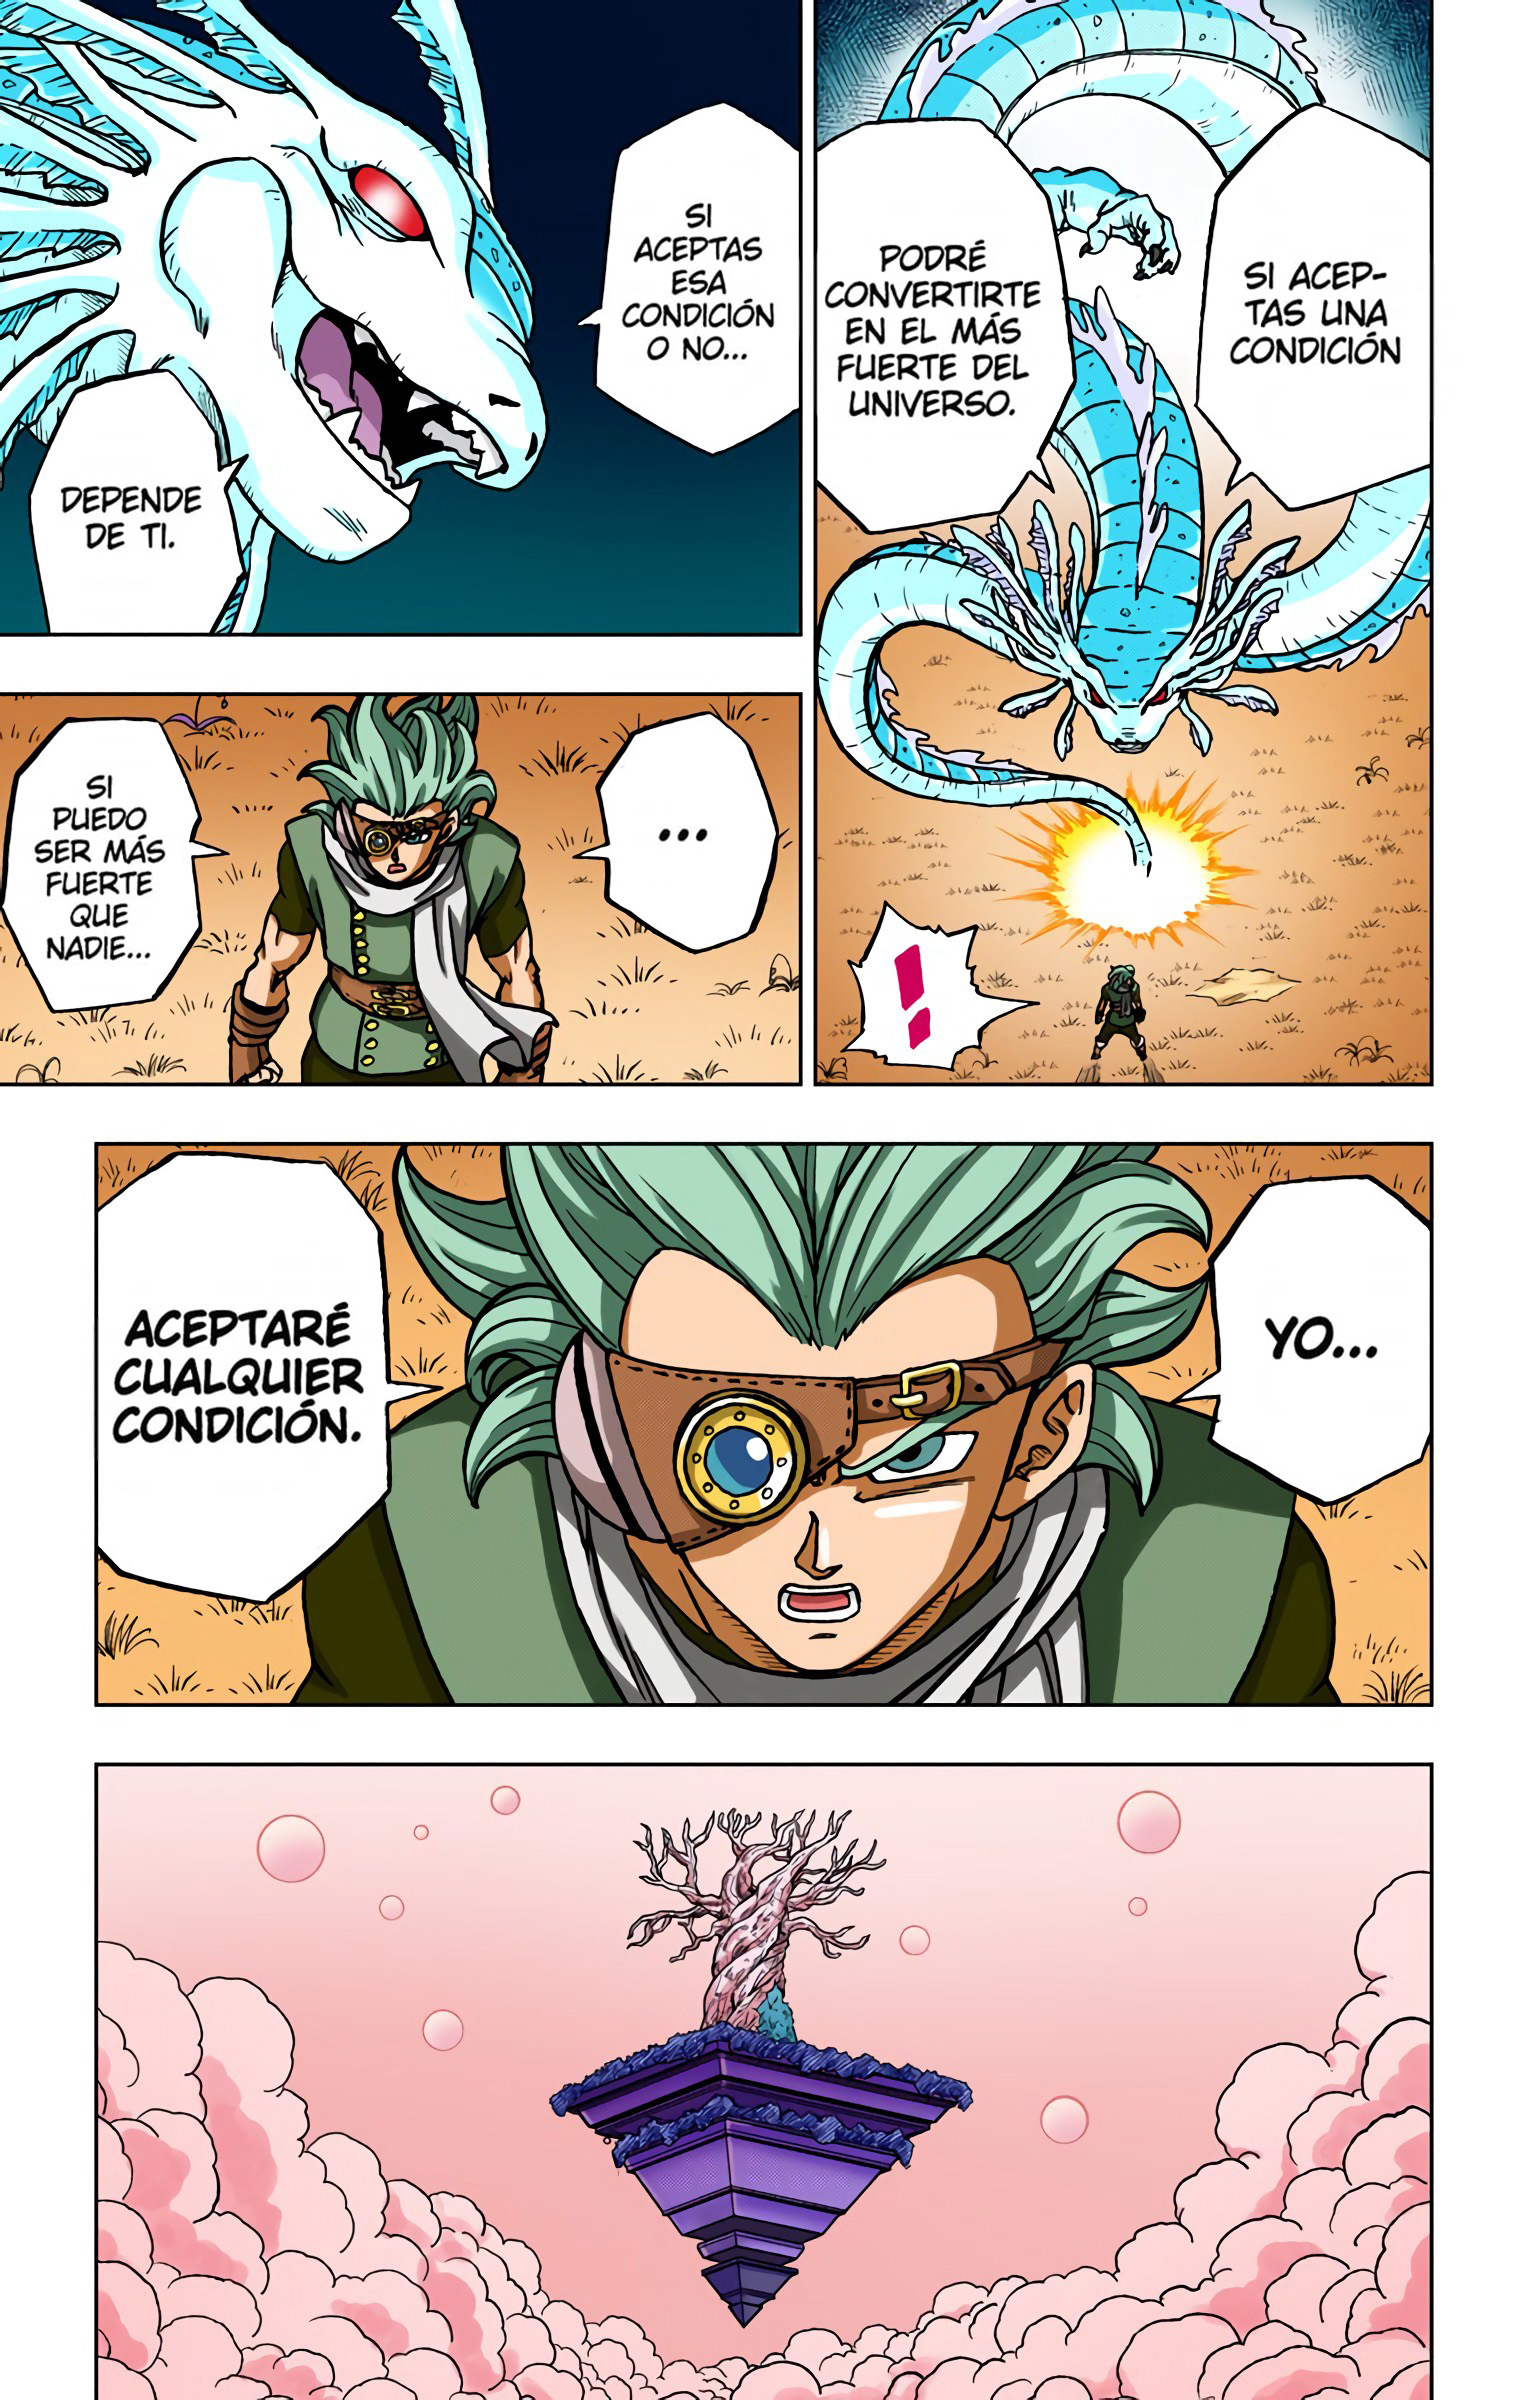 SI ACEP-
TAS UNA
CONDICIÓN
PODRÉ
CONVERTIRTE
EN EL MÁS
FUERTE DEL
UNIVERSO.
!
SI
ACEPTAS
ESA
CONDICIÓN
O NO...
DEPENDE
DE TI.
...
SI
PUEDO
SER MÁS
FUERTE
QUE
NADIE...
YO...
ACEPTARÉ
CUALQUIER
CONDICIÓN.